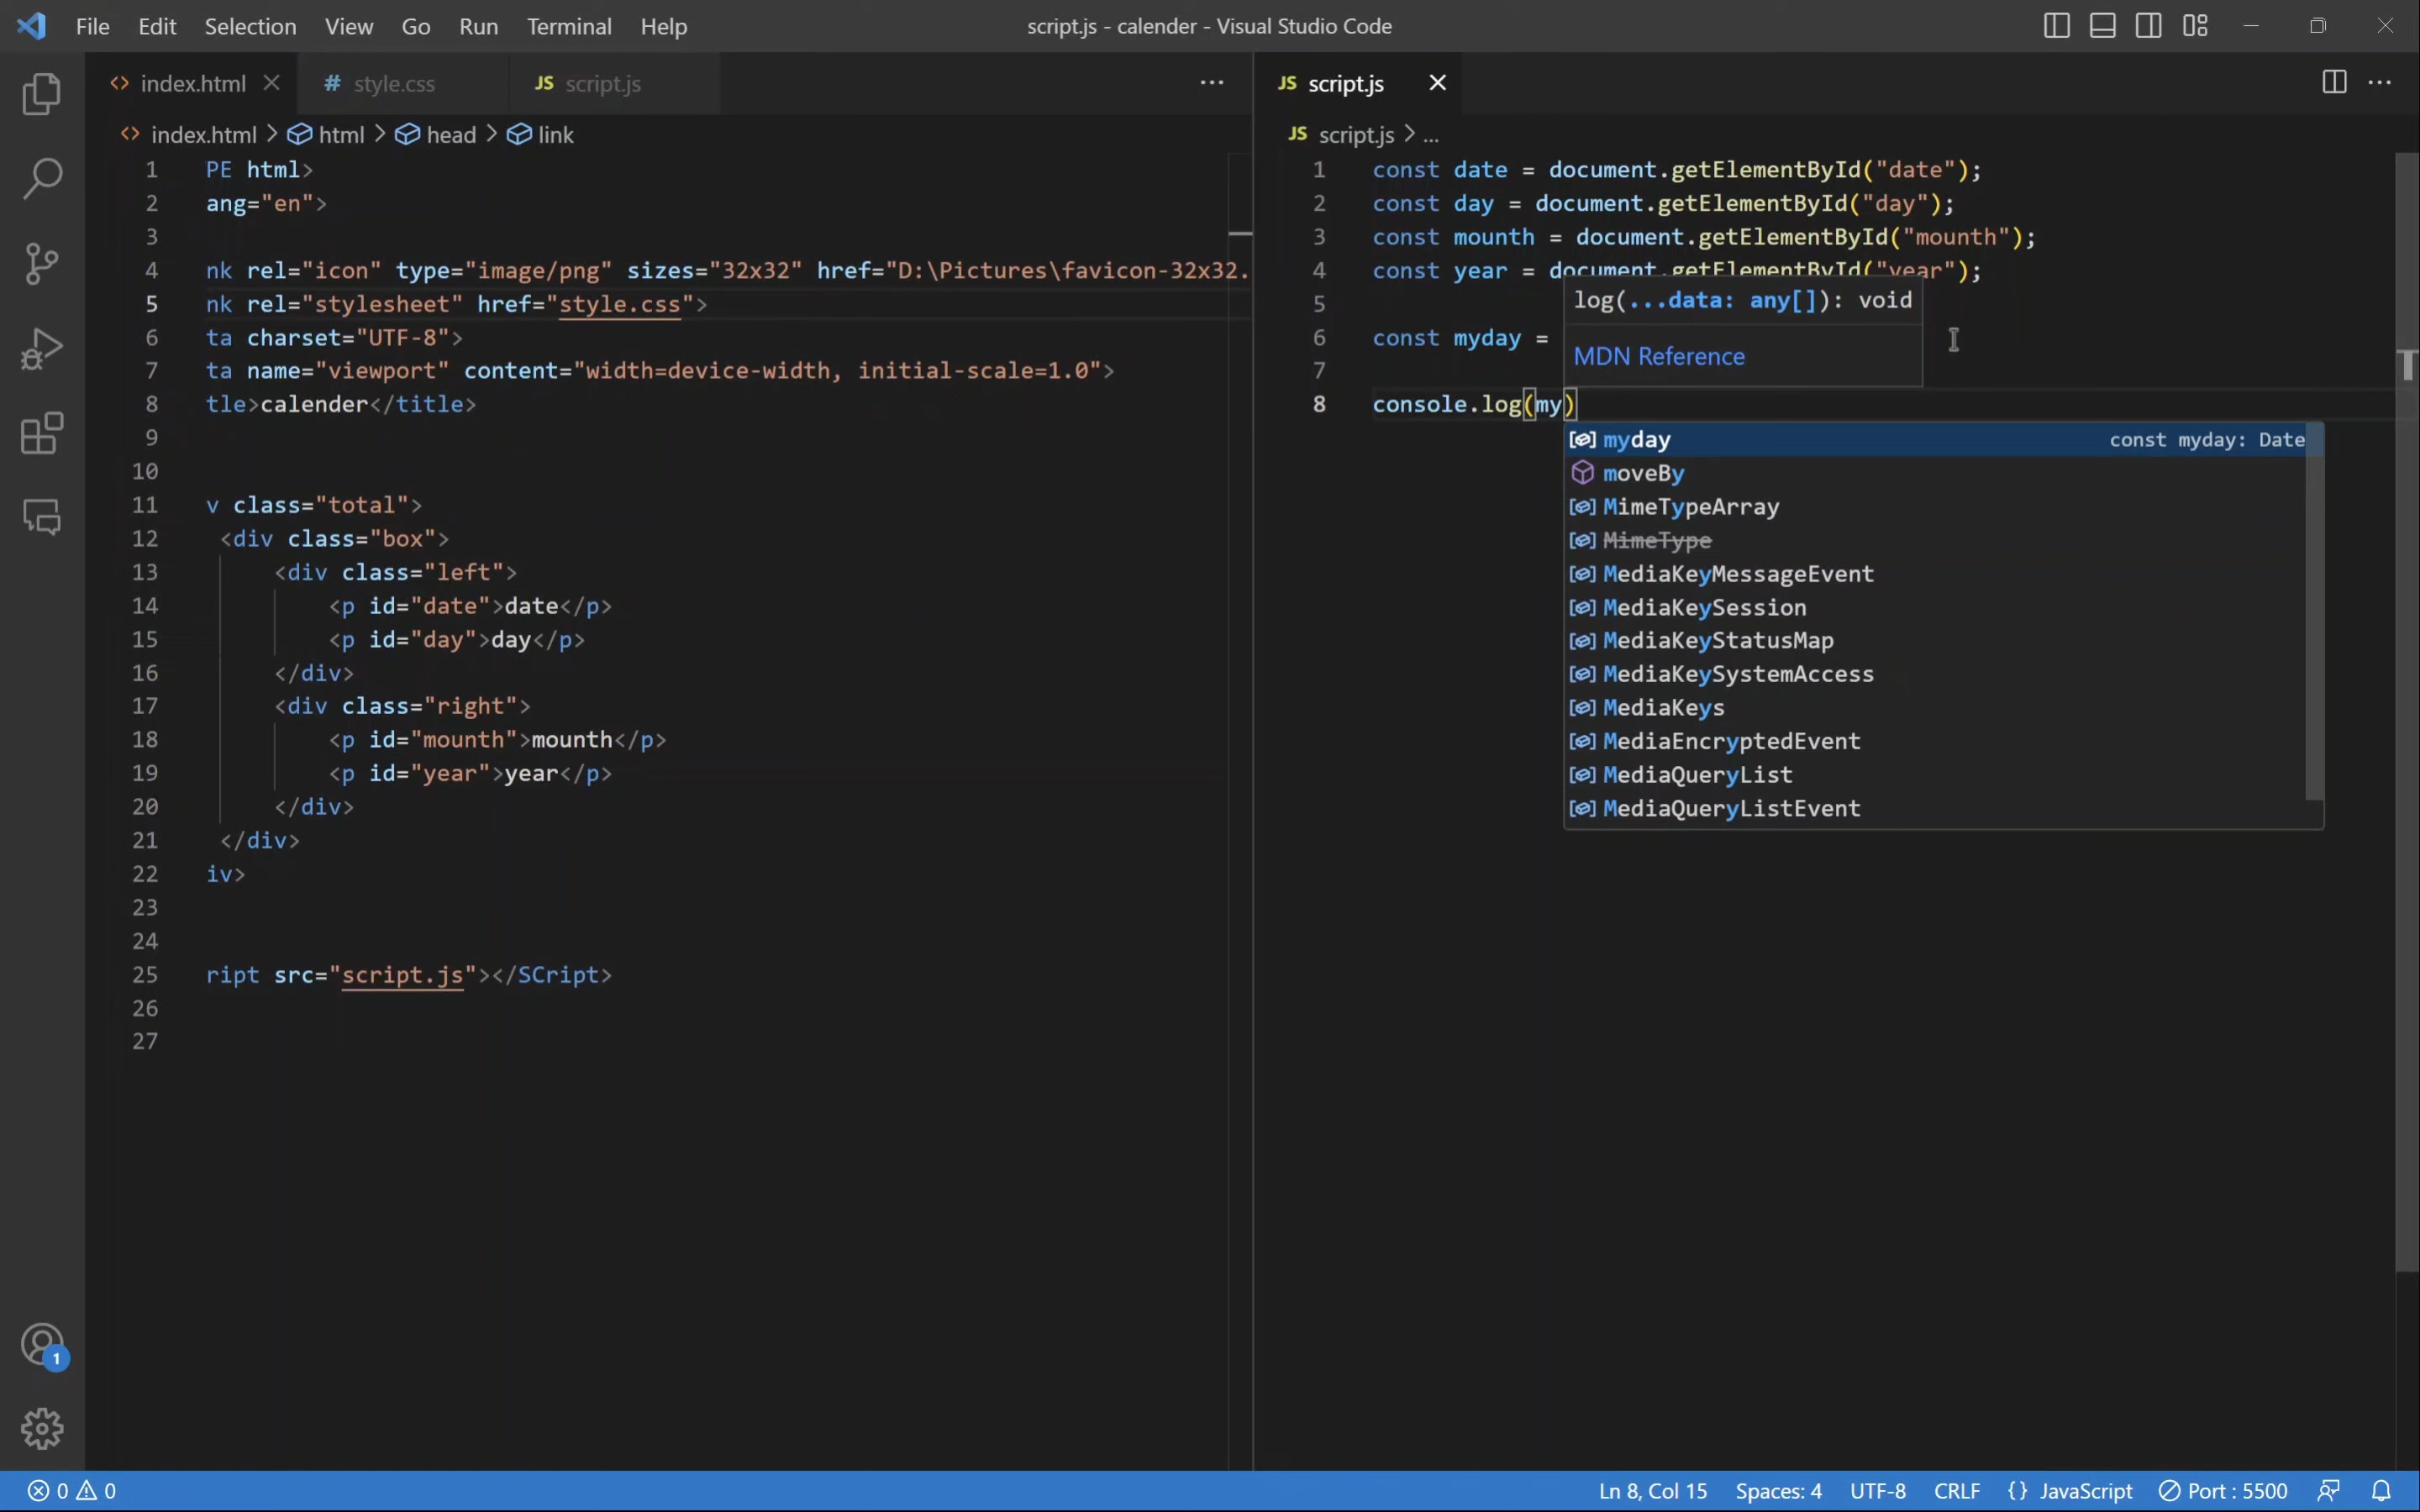 File Edit Selection View Go Run Terminal Help
script.js - calender - Visual Studio Code
index.html
# style.css
JS script.js
index.html > html > head > link
1 PE html>
2 ang="en">
3
4 nk rel="icon" type="image/png" sizes="32x32" href="D:\Pictures\favicon-32x32.
5 nk rel="stylesheet" href="style.css">
6 ta charset="UTF-8">
7 ta name="viewport" content="width=device-width, initial-scale=1.0">
8 tle>calender</title>
9
10
11 v class="total">
12 <div class="box">
13 <div class="left">
14 <p id="date">date</p>
15 <p id="day">day</p>
16 </div>
17 <div class="right">
18 <p id="mounth">mounth</p>
19 <p id="year">year</p>
20 </div>
21 </div>
22 iv>
23
24
25 ript src="script.js"></SCript>
26
27
JS script.js
JS script.js > ...
1 const date = document.getElementById("date");
2 const day = document.getElementById("day");
3 const mounth = document.getElementById("mounth");
4 const year = document.getElementById("year");
5
log(...data: any[]): void
6 const myday =
MDN Reference
7
8 console.log(my)
myday const myday: Date
moveBy
MimeTypeArray
MimeType
MediaKeyMessageEvent
MediaKeySession
MediaKeyStatusMap
MediaKeySystemAccess
MediaKeys
MediaEncryptedEvent
MediaQueryList
MediaQueryListEvent
1
0 0
Ln 8, Col 15 Spaces: 4 UTF-8 CRLF {} JavaScript Port : 5500